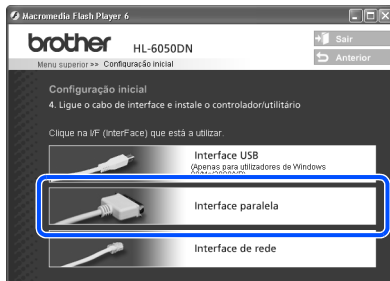 Macromedia Flash Player 6
brother HL-6050DN
Sair
Menu superior >> Configuração inicial
Anterior
Configuração inicial
4. Ligue o cabo de interface e instale o controlador/utilitário
Clique na I/F (InterFace) que está a utilizar.
Interface USB
(Apenas para utilizadores de Windows
Interface paralela
Interface de rede